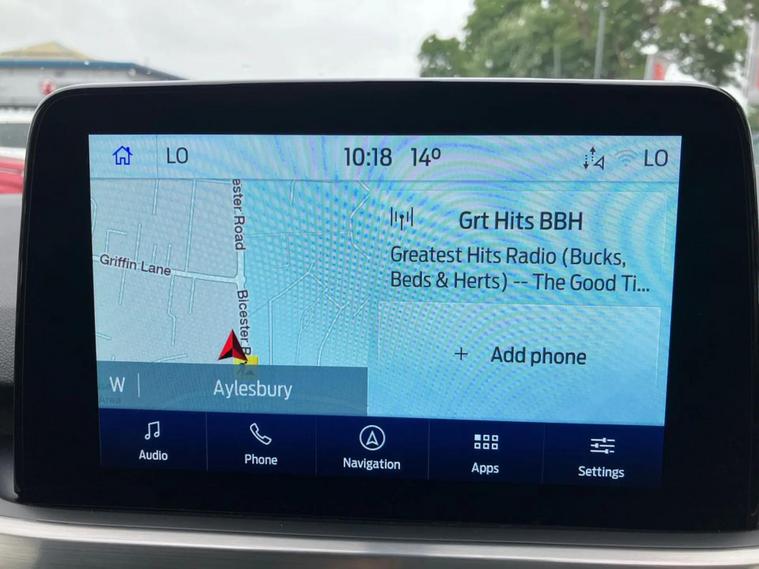 LO
10:18 14°
LO
ester Road
Griffin Lane
Bicester R
W
Aylesbury
Grt Hits BBH
Greatest Hits Radio (Bucks,
Beds & Herts) -- The Good Ti...
+ Add phone
Audio
Phone
Navigation
Apps
Settings